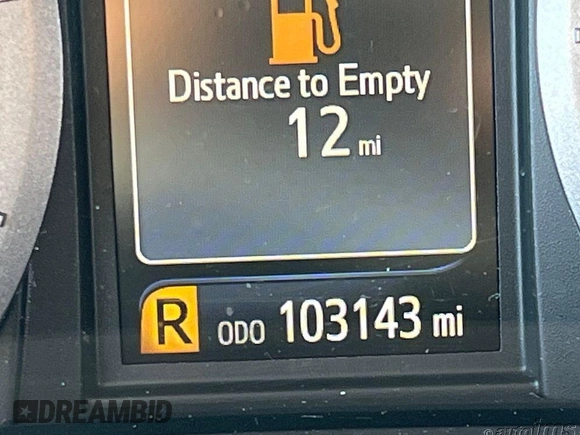 Distance to Empty
12 mi
R ODO 103143 mi
DREAMBID